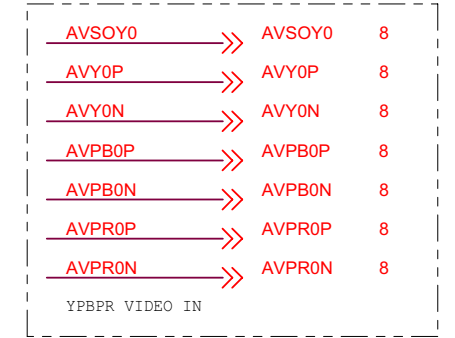 AVSOY0 AVSOY0 8
AVY0P AVY0P 8
AVY0N AVY0N 8
AVPB0P AVPB0P 8
AVPB0N AVPB0N 8
AVPR0P AVPR0P 8
AVPR0N AVPR0N 8
YPBPR VIDEO IN